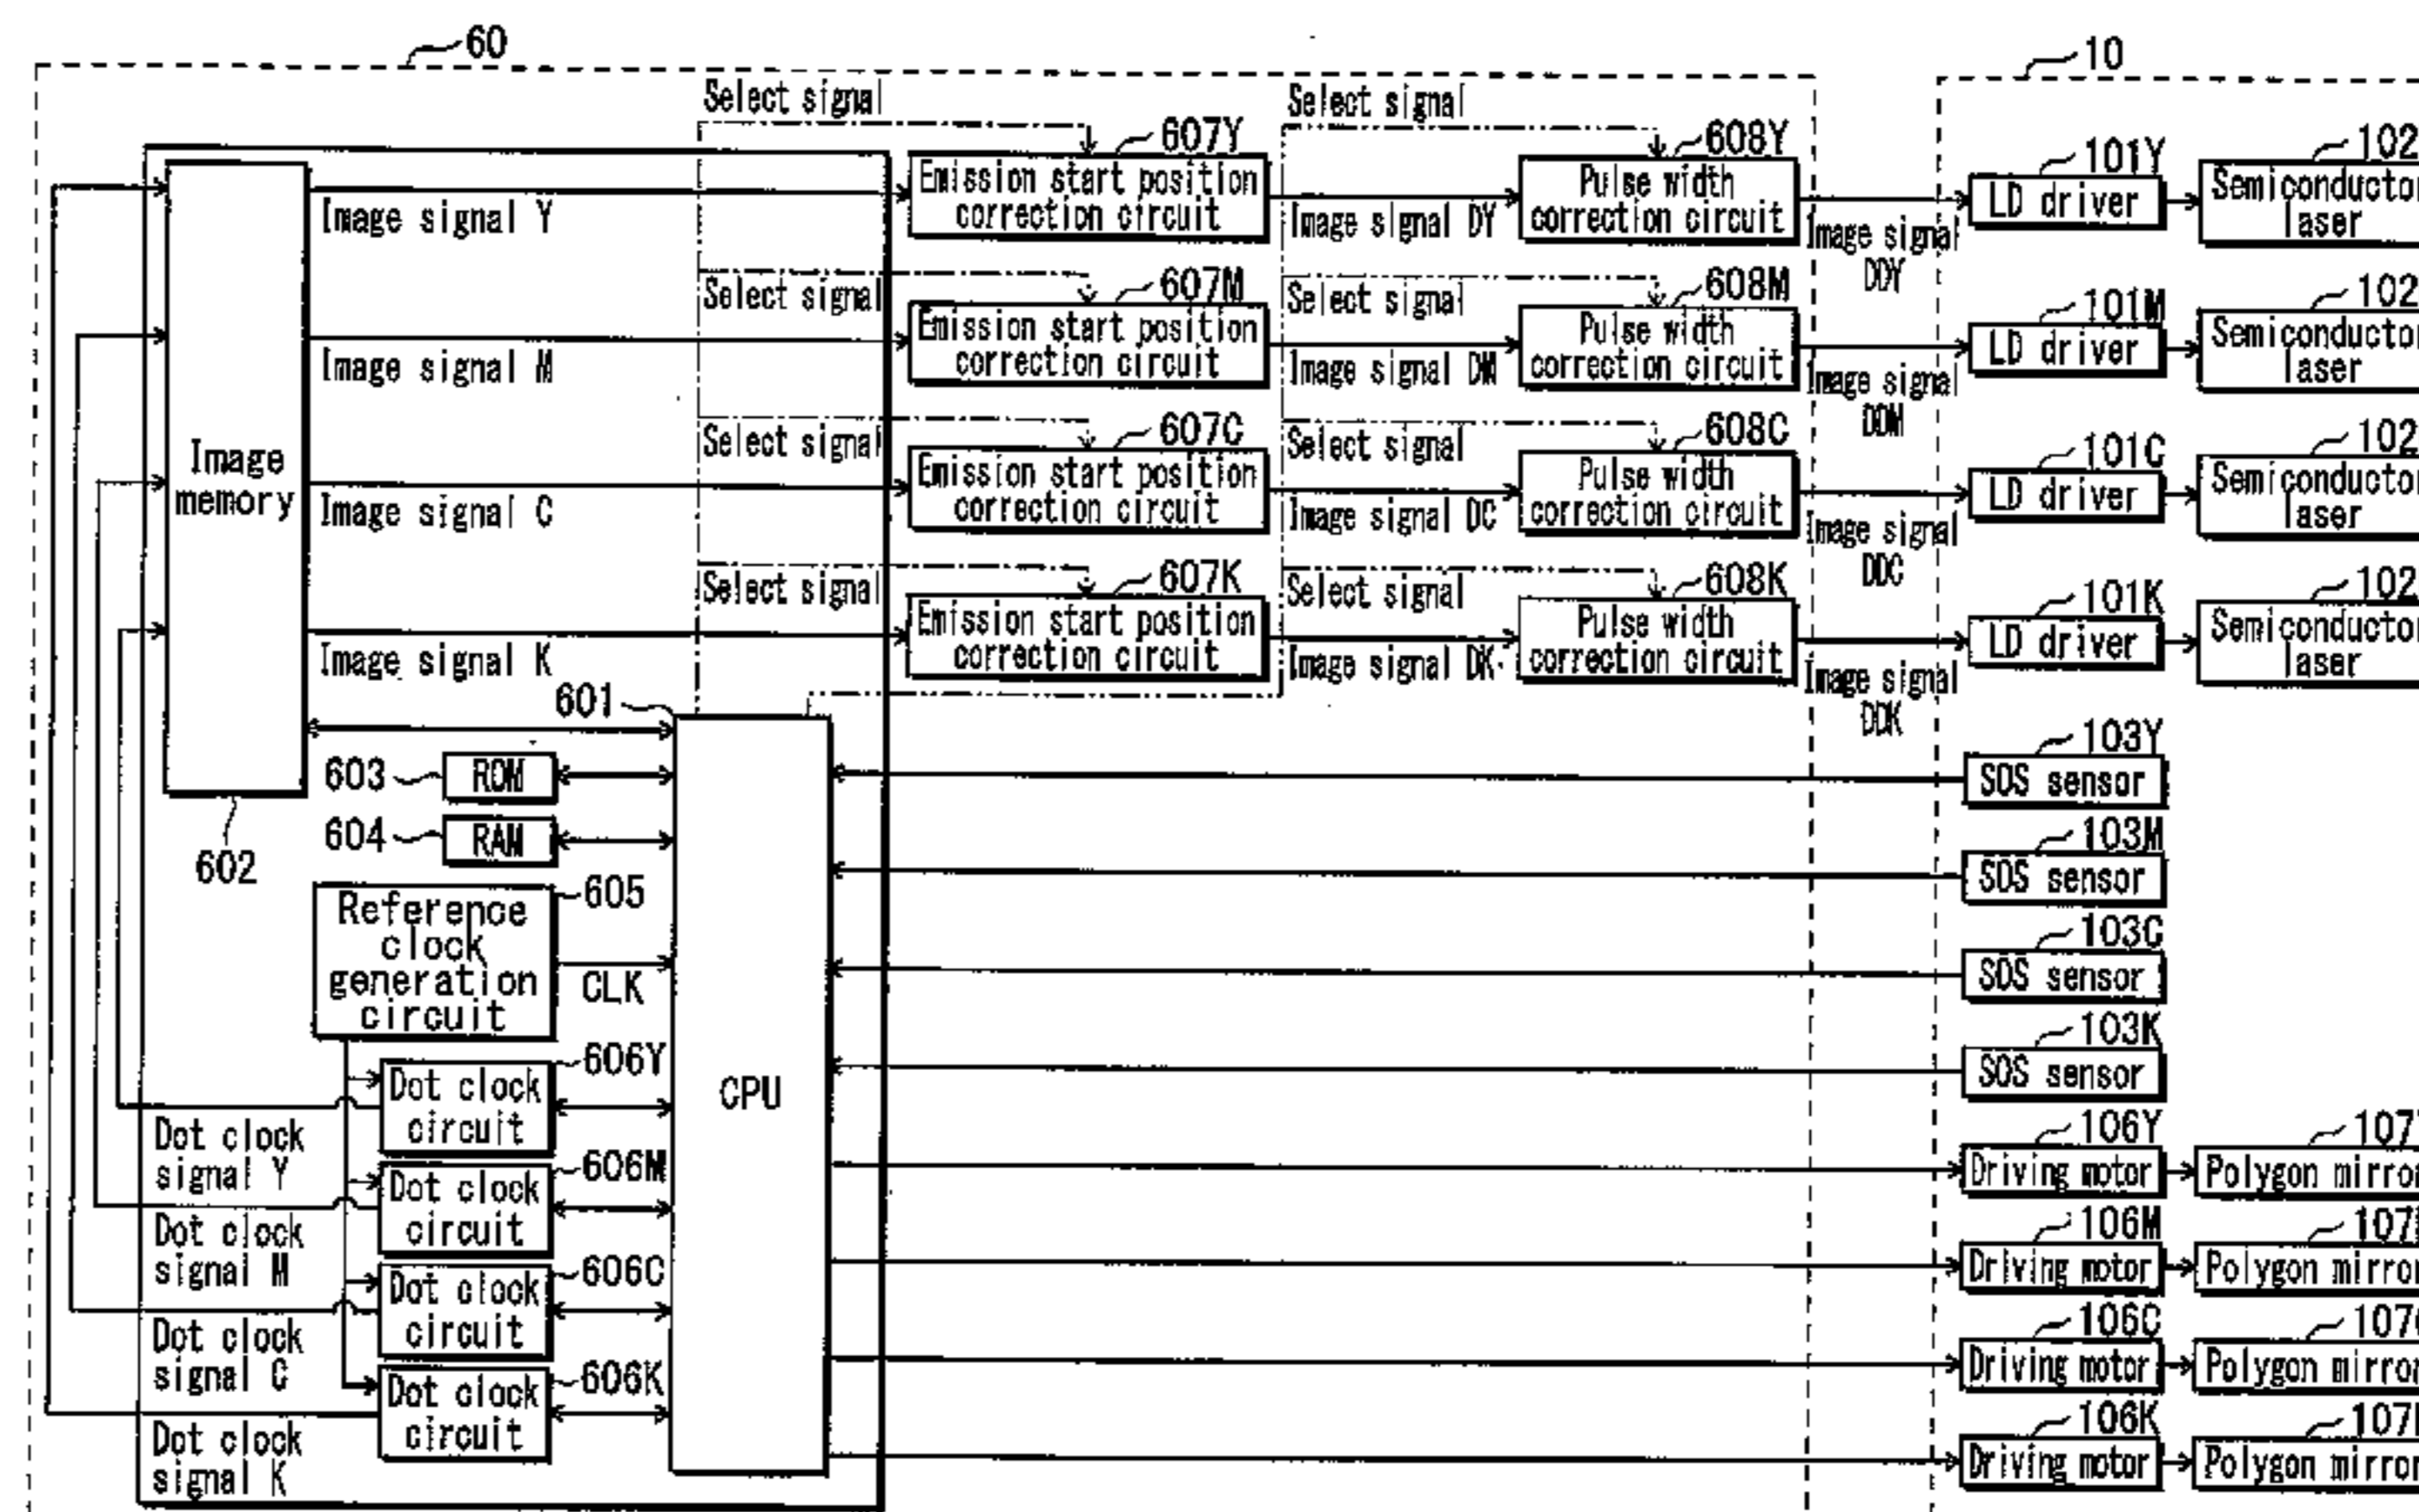 60
10
Select signal
Select signal
607Y
608Y
101Y
102
Emission start position
correction circuit
Pulse width
correction circuit
LD driver
Semiconductor
laser
Image signal Y
Image signal DY
Image signal
DDY
Select signal
Select signal
607M
608M
101M
102
Emission start position
correction circuit
Pulse width
correction circuit
LD driver
Semiconductor
laser
Image signal M
Image signal DM
Image signal
DDM
Select signal
Select signal
607C
608C
101C
102
Image
memory
Emission start position
correction circuit
Pulse width
correction circuit
LD driver
Semiconductor
laser
Image signal C
Image signal DC
Image signal
DDC
Select signal
Select signal
607K
608K
101K
102
Emission start position
correction circuit
Pulse width
correction circuit
LD driver
Semiconductor
laser
Image signal K
Image signal DK
Image signal
DDK
601
602
603
ROM
604
RAM
605
Reference
clock
generation
circuit
CLK
CPU
103Y
SOS sensor
103M
SOS sensor
103C
SOS sensor
103K
SOS sensor
606Y
Dot clock
circuit
Dot clock
signal Y
606M
Dot clock
circuit
Dot clock
signal M
606C
Dot clock
circuit
Dot clock
signal C
606K
Dot clock
circuit
Dot clock
signal K
106Y
107Y
Driving motor
Polygon mirror
106M
107M
Driving motor
Polygon mirror
106C
107C
Driving motor
Polygon mirror
106K
107K
Driving motor
Polygon mirror